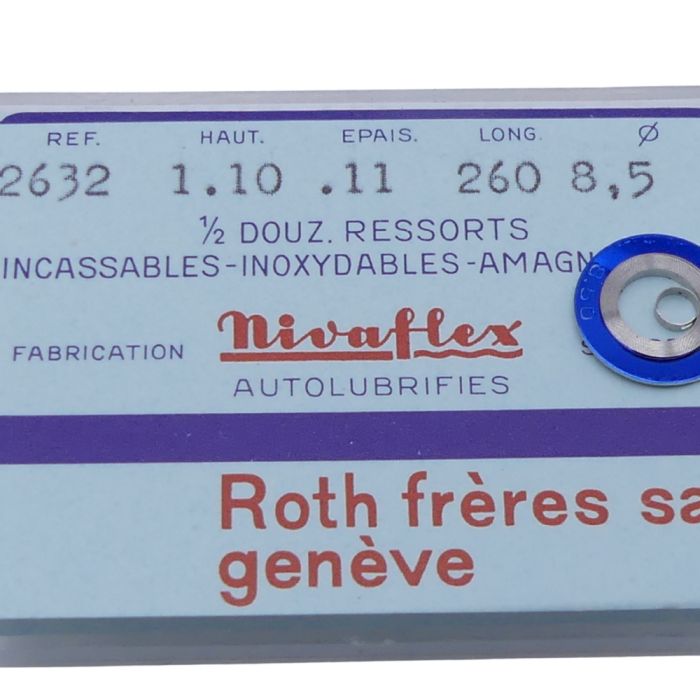 REF. HAUT. EPAIS. LONG. Ø
2632 1.10 .11 260 8,5
½ DOUZ. RESSORTS
INCASSABLES-INOXYDABLES-AMAGN
FABRICATION Nivaflex
AUTOLUBRIFIES
Roth frères sa
genève